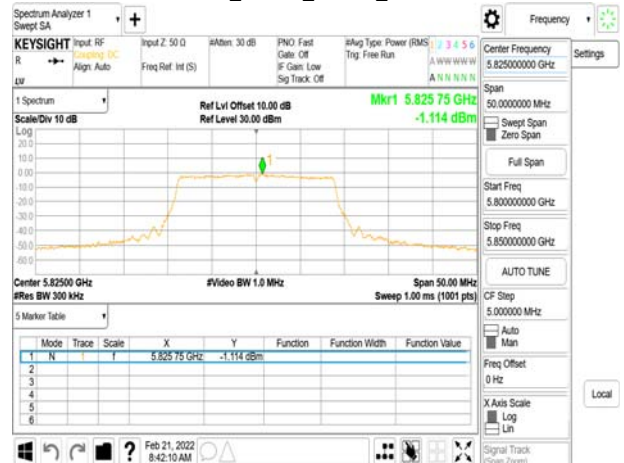 Spectrum Analyzer 1
Swept SA
Frequency
KEYSIGHT
Input: RF
Coupling: DC
Align: Auto
Input Z: 50 Ω
Freq Ref: Int (S)
#Atten: 30 dB
PNO: Fast
Gate: Off
IF Gain: Low
Sig Track: Off
#Avg Type: Power (RMS
Trig: Free Run
1 2 3 4 5 6
A W W W W W
A N N N N N
R
Center Frequency
5.825000000 GHz
Settings
Span
50.0000000 MHz
Swept Span
Zero Span
Full Span
Start Freq
5.800000000 GHz
Stop Freq
5.850000000 GHz
AUTO TUNE
CF Step
5.000000 MHz
Auto
Man
Freq Offset
0 Hz
X Axis Scale
Log
Lin
Signal Track
(Span Zoom)
Local
1 Spectrum
Scale/Div 10 dB
Ref Lvl Offset 10.00 dB
Ref Level 30.00 dBm
Mkr1 5.825 75 GHz
-1.114 dBm
Log
20.0
10.0
0.00
-10.0
-20.0
-30.0
-40.0
-50.0
-60.0
1
Center 5.82500 GHz
#Res BW 300 kHz
#Video BW 1.0 MHz
Span 50.00 MHz
Sweep 1.00 ms (1001 pts)
5 Marker Table
Mode Trace Scale X Y Function Function Width Function Value
1 N 1 f 5.825 75 GHz -1.114 dBm
2
3
4
5
6
Feb 21, 2022
8:42:10 AM